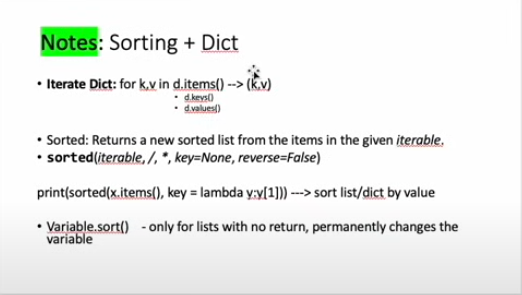 Notes: Sorting + Dict
• Iterate Dict: for k,v in d.items() --> (k,v)
• d.keys()
• d.values()
• Sorted: Returns a new sorted list from the items in the given iterable.
• sorted(iterable, /, *, key=None, reverse=False)
print(sorted(x.items(), key = lambda y:y[1])) ---> sort list/dict by value
• Variable.sort() - only for lists with no return, permanently changes the
variable